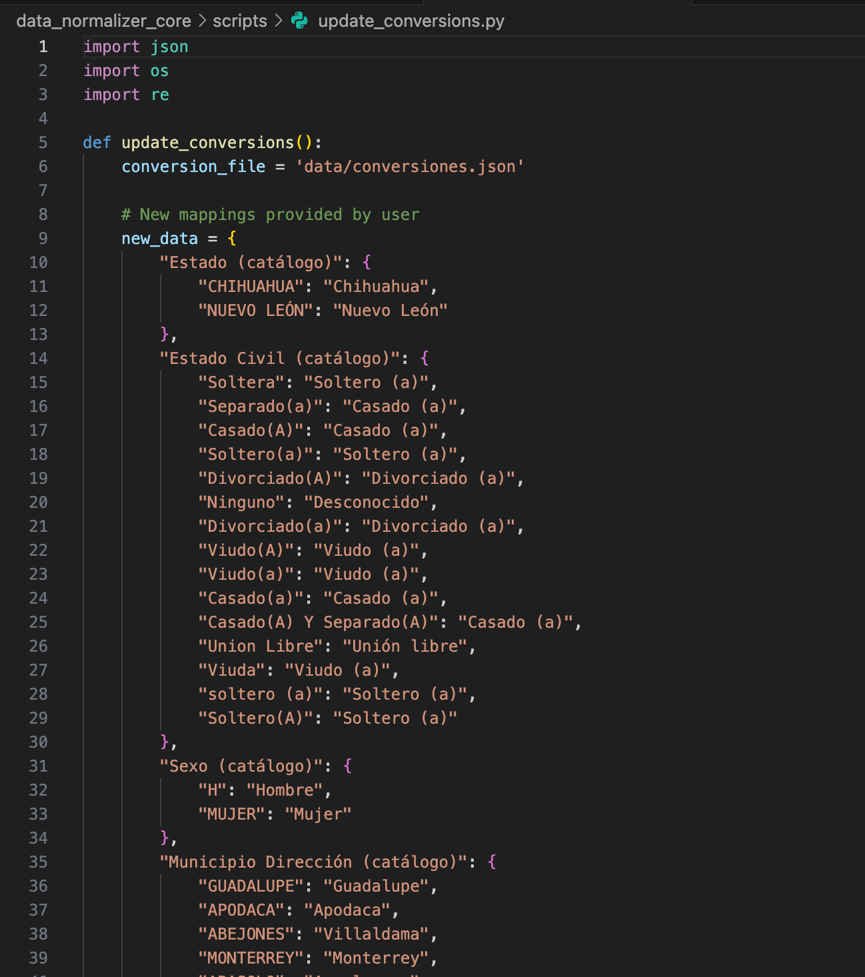 data_normalizer_core > scripts > update_conversions.py
1 import json
2 import os
3 import re
4
5 def update_conversions():
6 conversion_file = 'data/conversiones.json'
7
8 # New mappings provided by user
9 new_data = {
10 "Estado (catálogo)": {
11 "CHIHUAHUA": "Chihuahua",
12 "NUEVO LEÓN": "Nuevo León"
13 },
14 "Estado Civil (catálogo)": {
15 "Soltera": "Soltero (a)",
16 "Separado(a)": "Casado (a)",
17 "Casado(A)": "Casado (a)",
18 "Soltero(a)": "Soltero (a)",
19 "Divorciado(A)": "Divorciado (a)",
20 "Ninguno": "Desconocido",
21 "Divorciado(a)": "Divorciado (a)",
22 "Viudo(A)": "Viudo (a)",
23 "Viudo(a)": "Viudo (a)",
24 "Casado(a)": "Casado (a)",
25 "Casado(A) Y Separado(A)": "Casado (a)",
26 "Union Libre": "Unión libre",
27 "Viuda": "Viudo (a)",
28 "soltero (a)": "Soltero (a)",
29 "Soltero(A)": "Soltero (a)"
30 },
31 "Sexo (catálogo)": {
32 "H": "Hombre",
33 "MUJER": "Mujer"
34 },
35 "Municipio Dirección (catálogo)": {
36 "GUADALUPE": "Guadalupe",
37 "APODACA": "Apodaca",
38 "ABEJONES": "Villaldama",
39 "MONTERREY": "Monterrey",